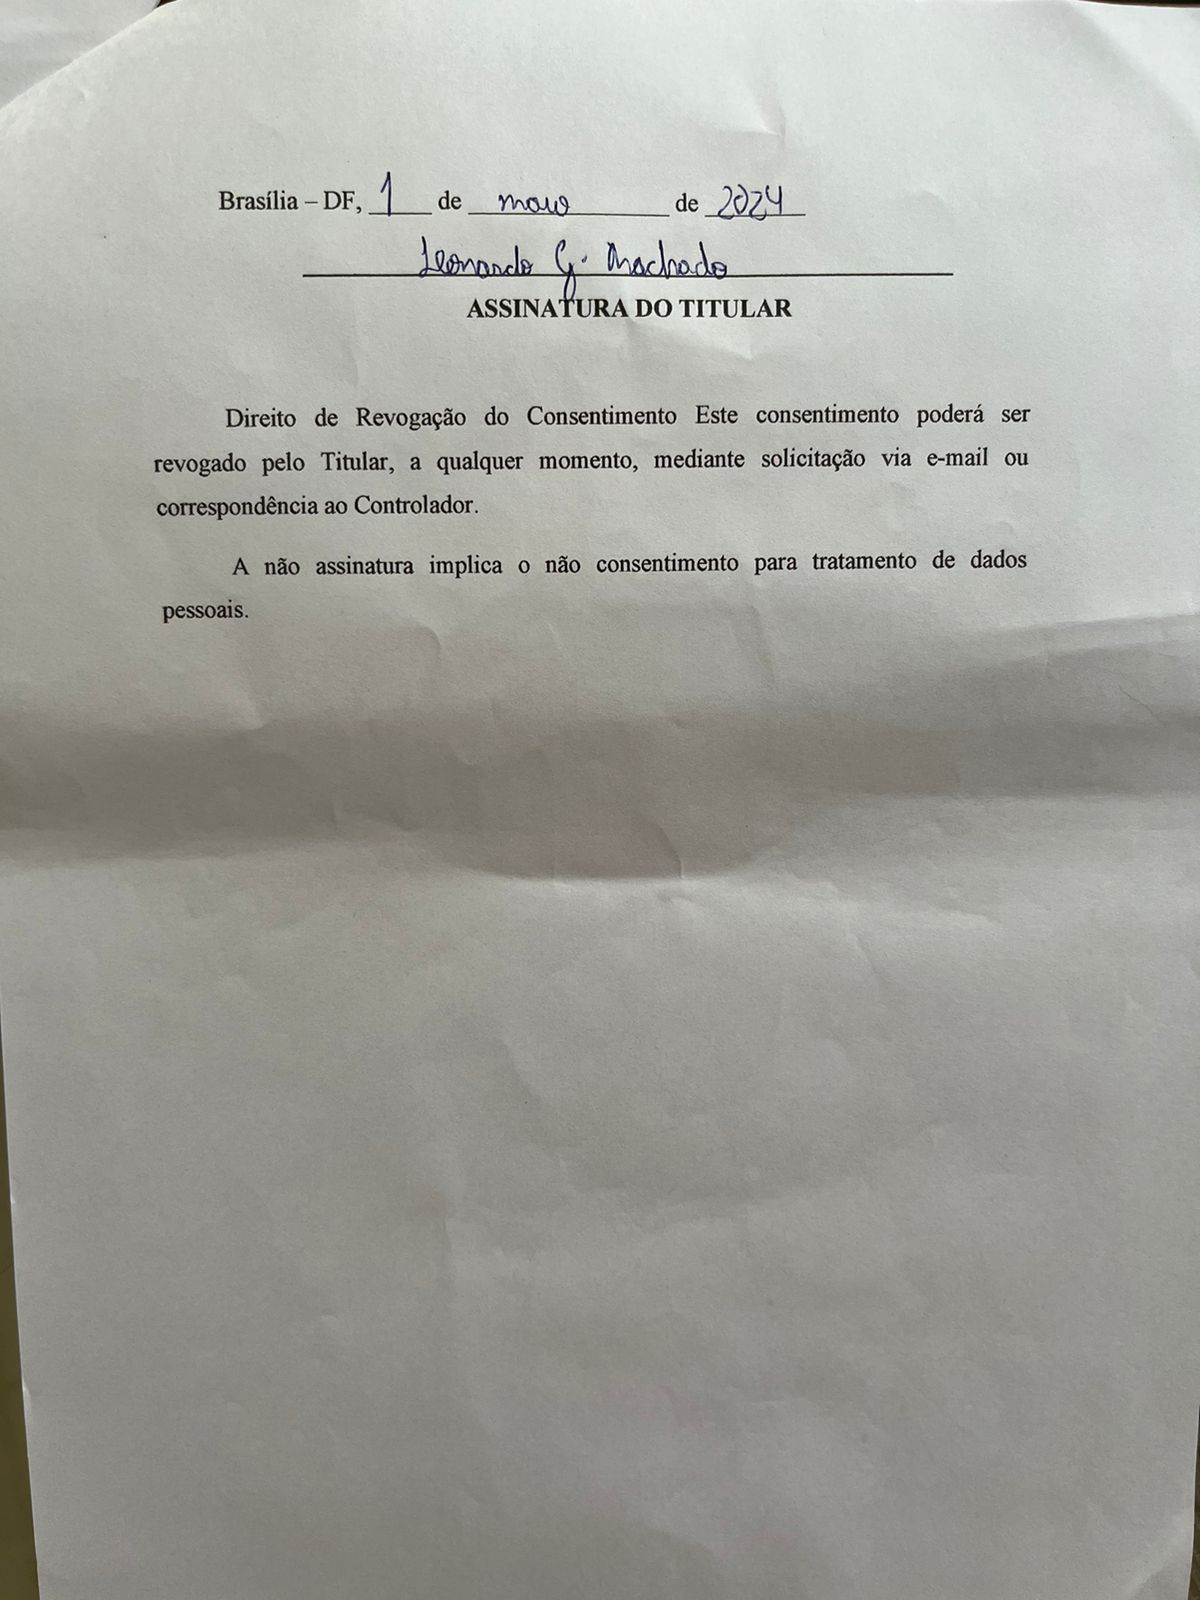 Brasília – DF, 1 de maio de 2024
Leonardo G. Machado
ASSINATURA DO TITULAR
Direito de Revogação do Consentimento Este consentimento poderá ser
revogado pelo Titular, a qualquer momento, mediante solicitação via e-mail ou
correspondência ao Controlador.
A não assinatura implica o não consentimento para tratamento de dados
pessoais.